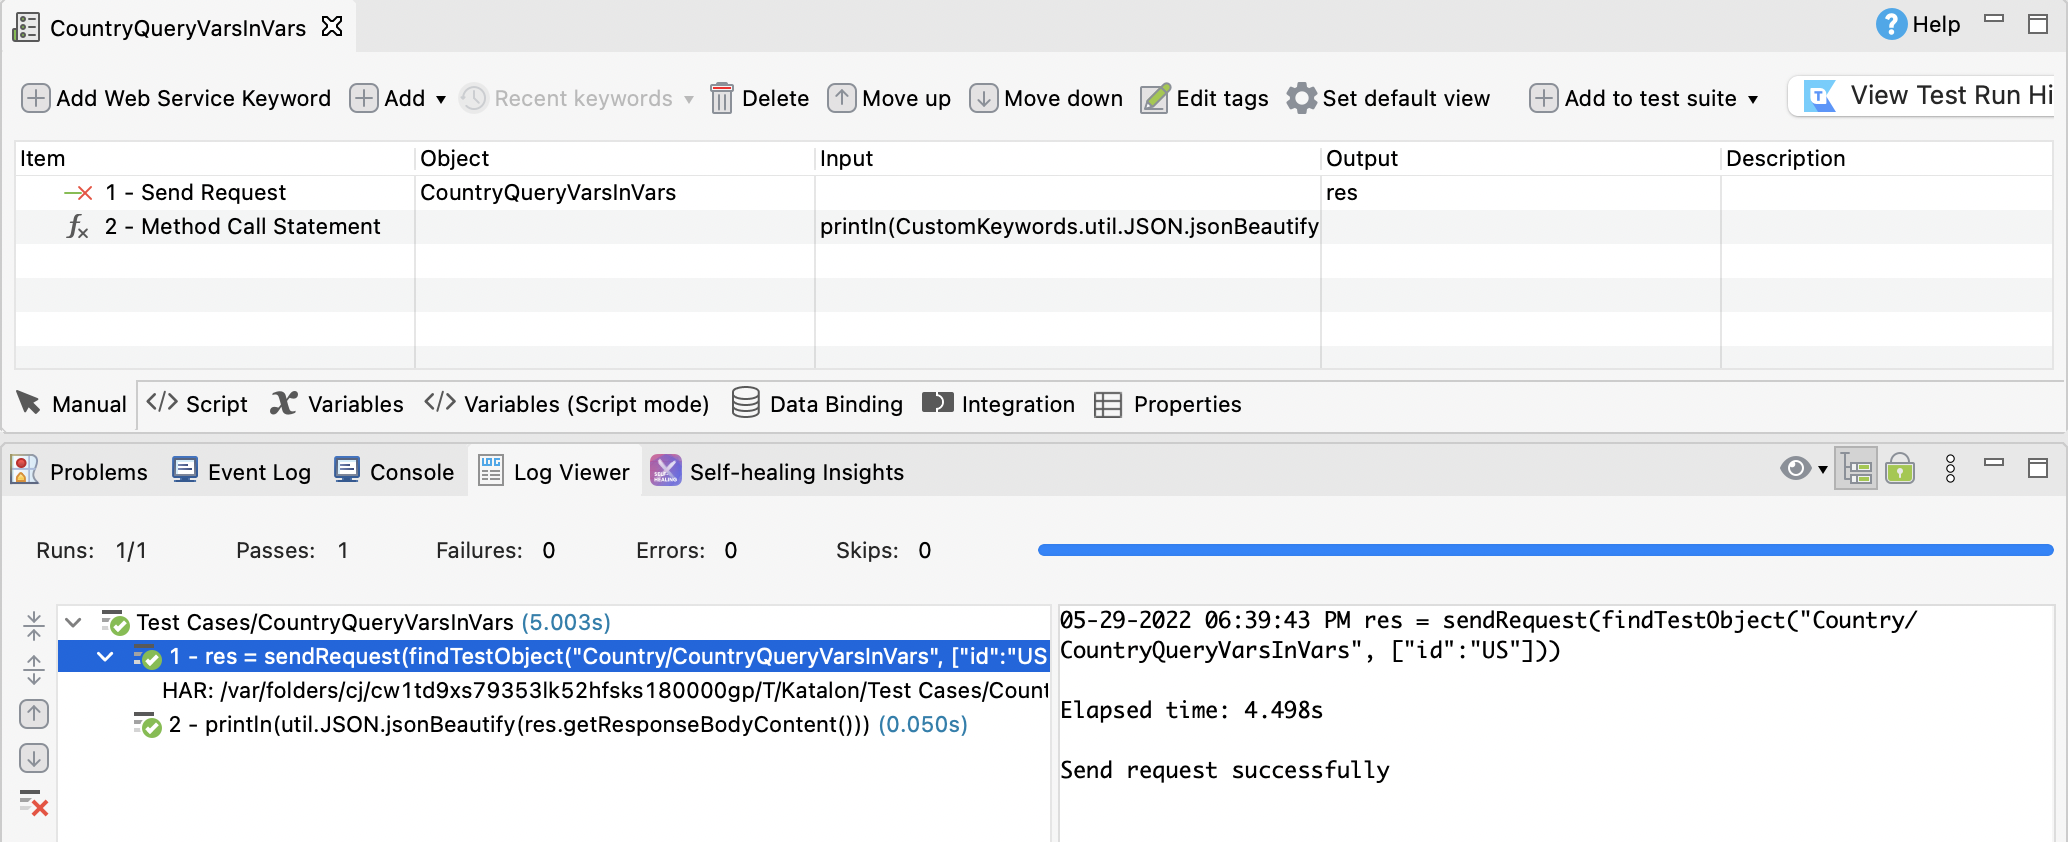 CountryQueryVarsInVars
Help
Add Web Service Keyword Add Recent keywords Delete Move up Move down Edit tags Set default view Add to test suite View Test Run Hi
Item Object Input Output Description
1 - Send Request CountryQueryVarsInVars res
2 - Method Call Statement println(CustomKeywords.util.JSON.jsonBeautify
Manual Script Variables Variables (Script mode) Data Binding Integration Properties
Problems Event Log Console Log Viewer Self-healing Insights
Runs: 1/1 Passes: 1 Failures: 0 Errors: 0 Skips: 0
Test Cases/CountryQueryVarsInVars (5.003s)
1 - res = sendRequest(findTestObject("Country/CountryQueryVarsInVars", ["id":"US
HAR: /var/folders/cj/cw1td9xs79353lk52hfsks180000gp/T/Katalon/Test Cases/Count
2 - println(util.JSON.jsonBeautify(res.getResponseBodyContent())) (0.050s)
05-29-2022 06:39:43 PM res = sendRequest(findTestObject("Country/
CountryQueryVarsInVars", ["id":"US"]))
Elapsed time: 4.498s
Send request successfully